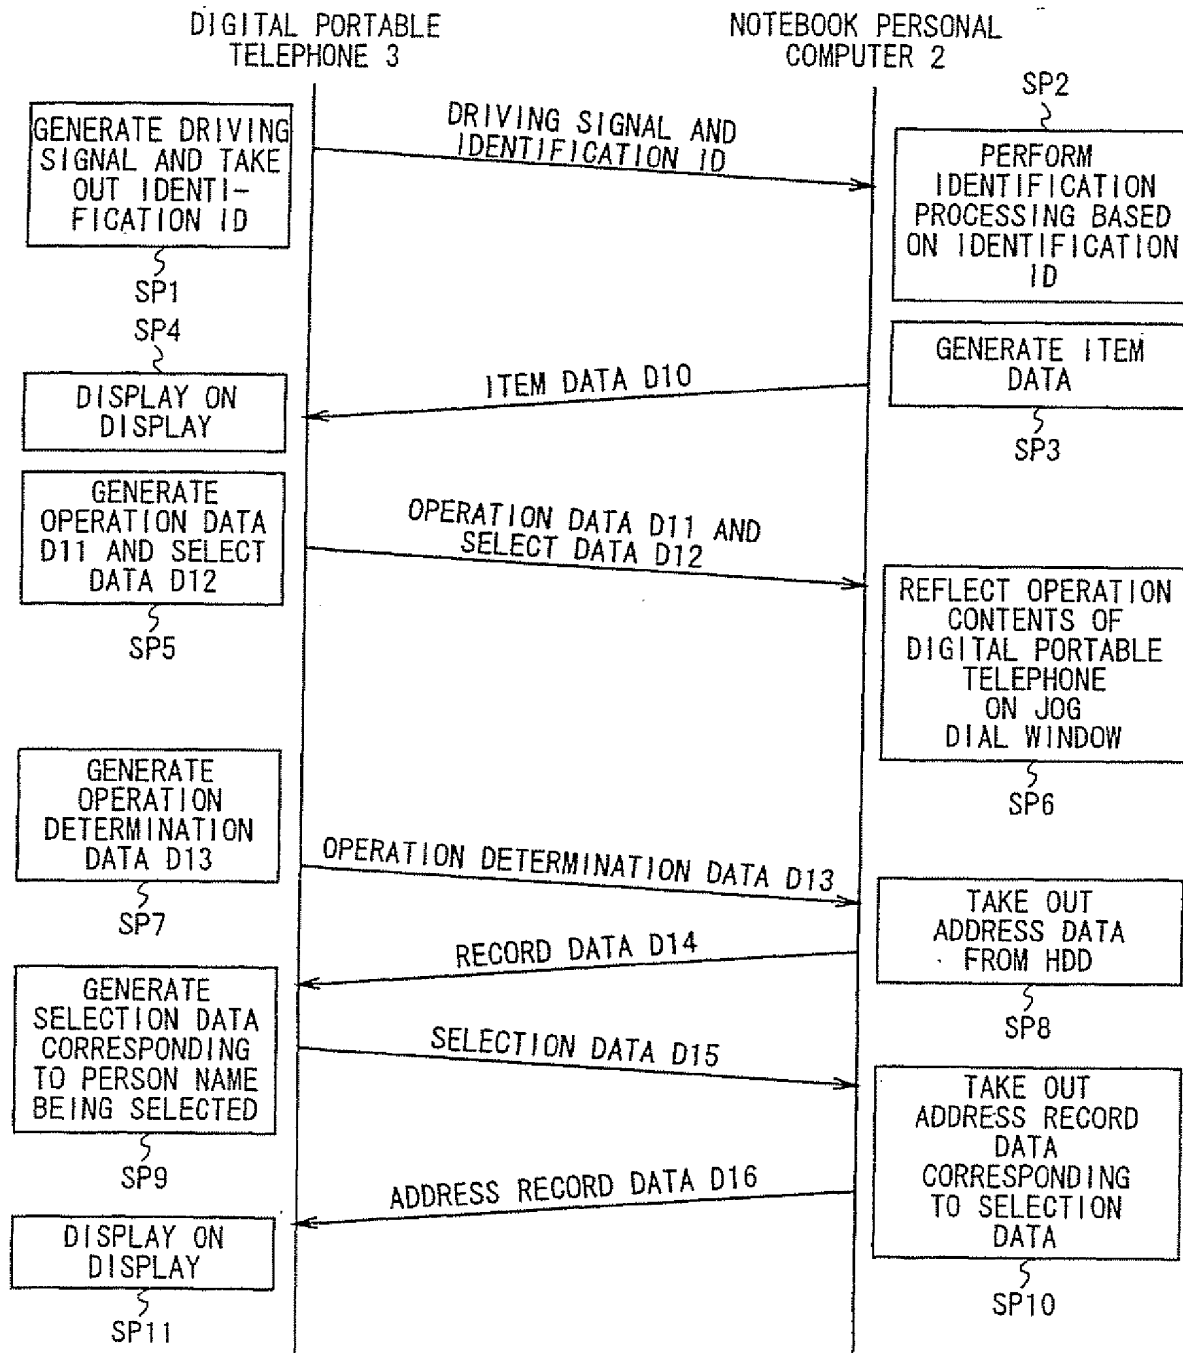 DIGITAL PORTABLE
TELEPHONE 3
NOTEBOOK PERSONAL
COMPUTER 2
GENERATE DRIVING
SIGNAL AND TAKE
OUT IDENTI-
FICATION ID
SP1
DRIVING SIGNAL AND
IDENTIFICATION ID
SP2
PERFORM
IDENTIFICATION
PROCESSING BASED
ON IDENTIFICATION
ID
GENERATE ITEM
DATA
SP3
ITEM DATA D10
SP4
DISPLAY ON
DISPLAY
GENERATE
OPERATION DATA
D11 AND SELECT
DATA D12
SP5
OPERATION DATA D11 AND
SELECT DATA D12
REFLECT OPERATION
CONTENTS OF
DIGITAL PORTABLE
TELEPHONE
ON JOG
DIAL WINDOW
SP6
GENERATE
OPERATION
DETERMINATION
DATA D13
SP7
OPERATION DETERMINATION DATA D13
TAKE OUT
ADDRESS DATA
FROM HDD
SP8
RECORD DATA D14
GENERATE
SELECTION DATA
CORRESPONDING
TO PERSON NAME
BEING SELECTED
SP9
SELECTION DATA D15
TAKE OUT
ADDRESS RECORD
DATA
CORRESPONDING
TO SELECTION
DATA
SP10
ADDRESS RECORD DATA D16
DISPLAY ON
DISPLAY
SP11